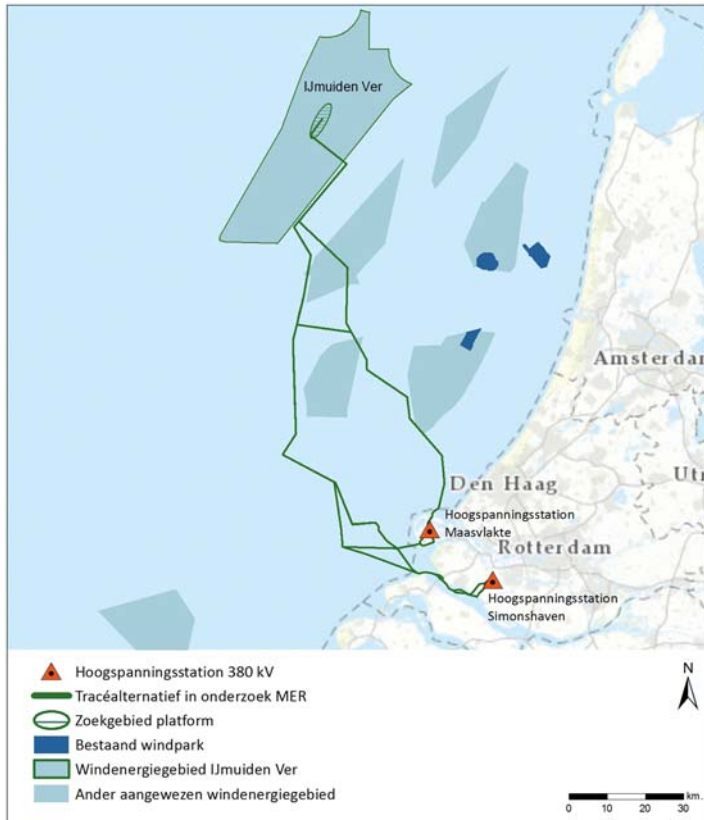 IJmuiden Ver
Amsterdam
Utr
Den Haag
Hoogspanningsstation
Maasvlakte
Rotterdam
Hoogspanningsstation
Simonshaven
Hoogspanningsstation 380 kV
Tracéalternatief in onderzoek MER
Zoekgebied platform
Bestaand windpark
Windenergiegebied IJmuiden Ver
Ander aangewezen windenergiegebied
N
km.
0 10 20 30